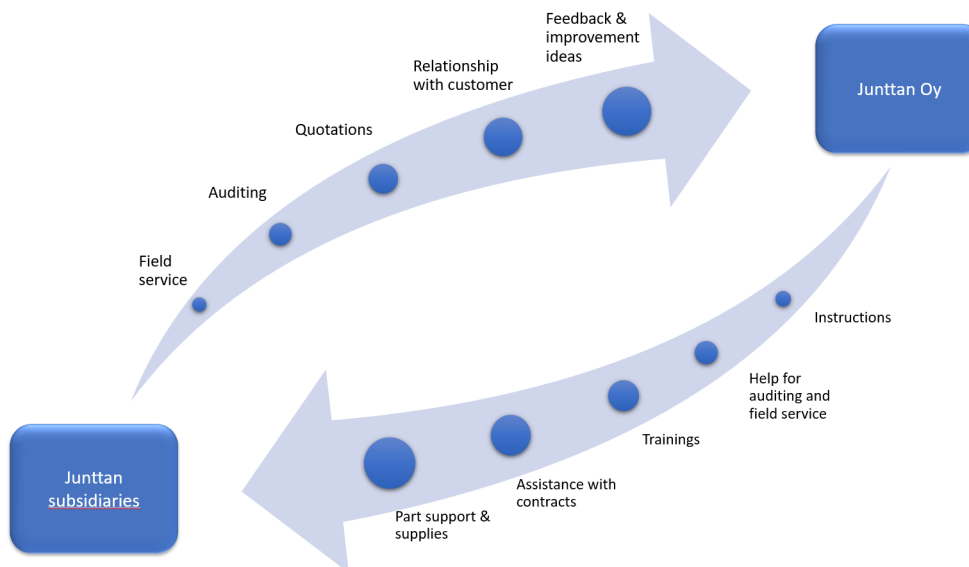 Feedback &
improvement
ideas
Relationship
with customer
Quotations
Auditing
Field
service
Junttan Oy
Instructions
Help for
auditing and
field service
Trainings
Assistance with
contracts
Part support &
supplies
Junttan
subsidiaries